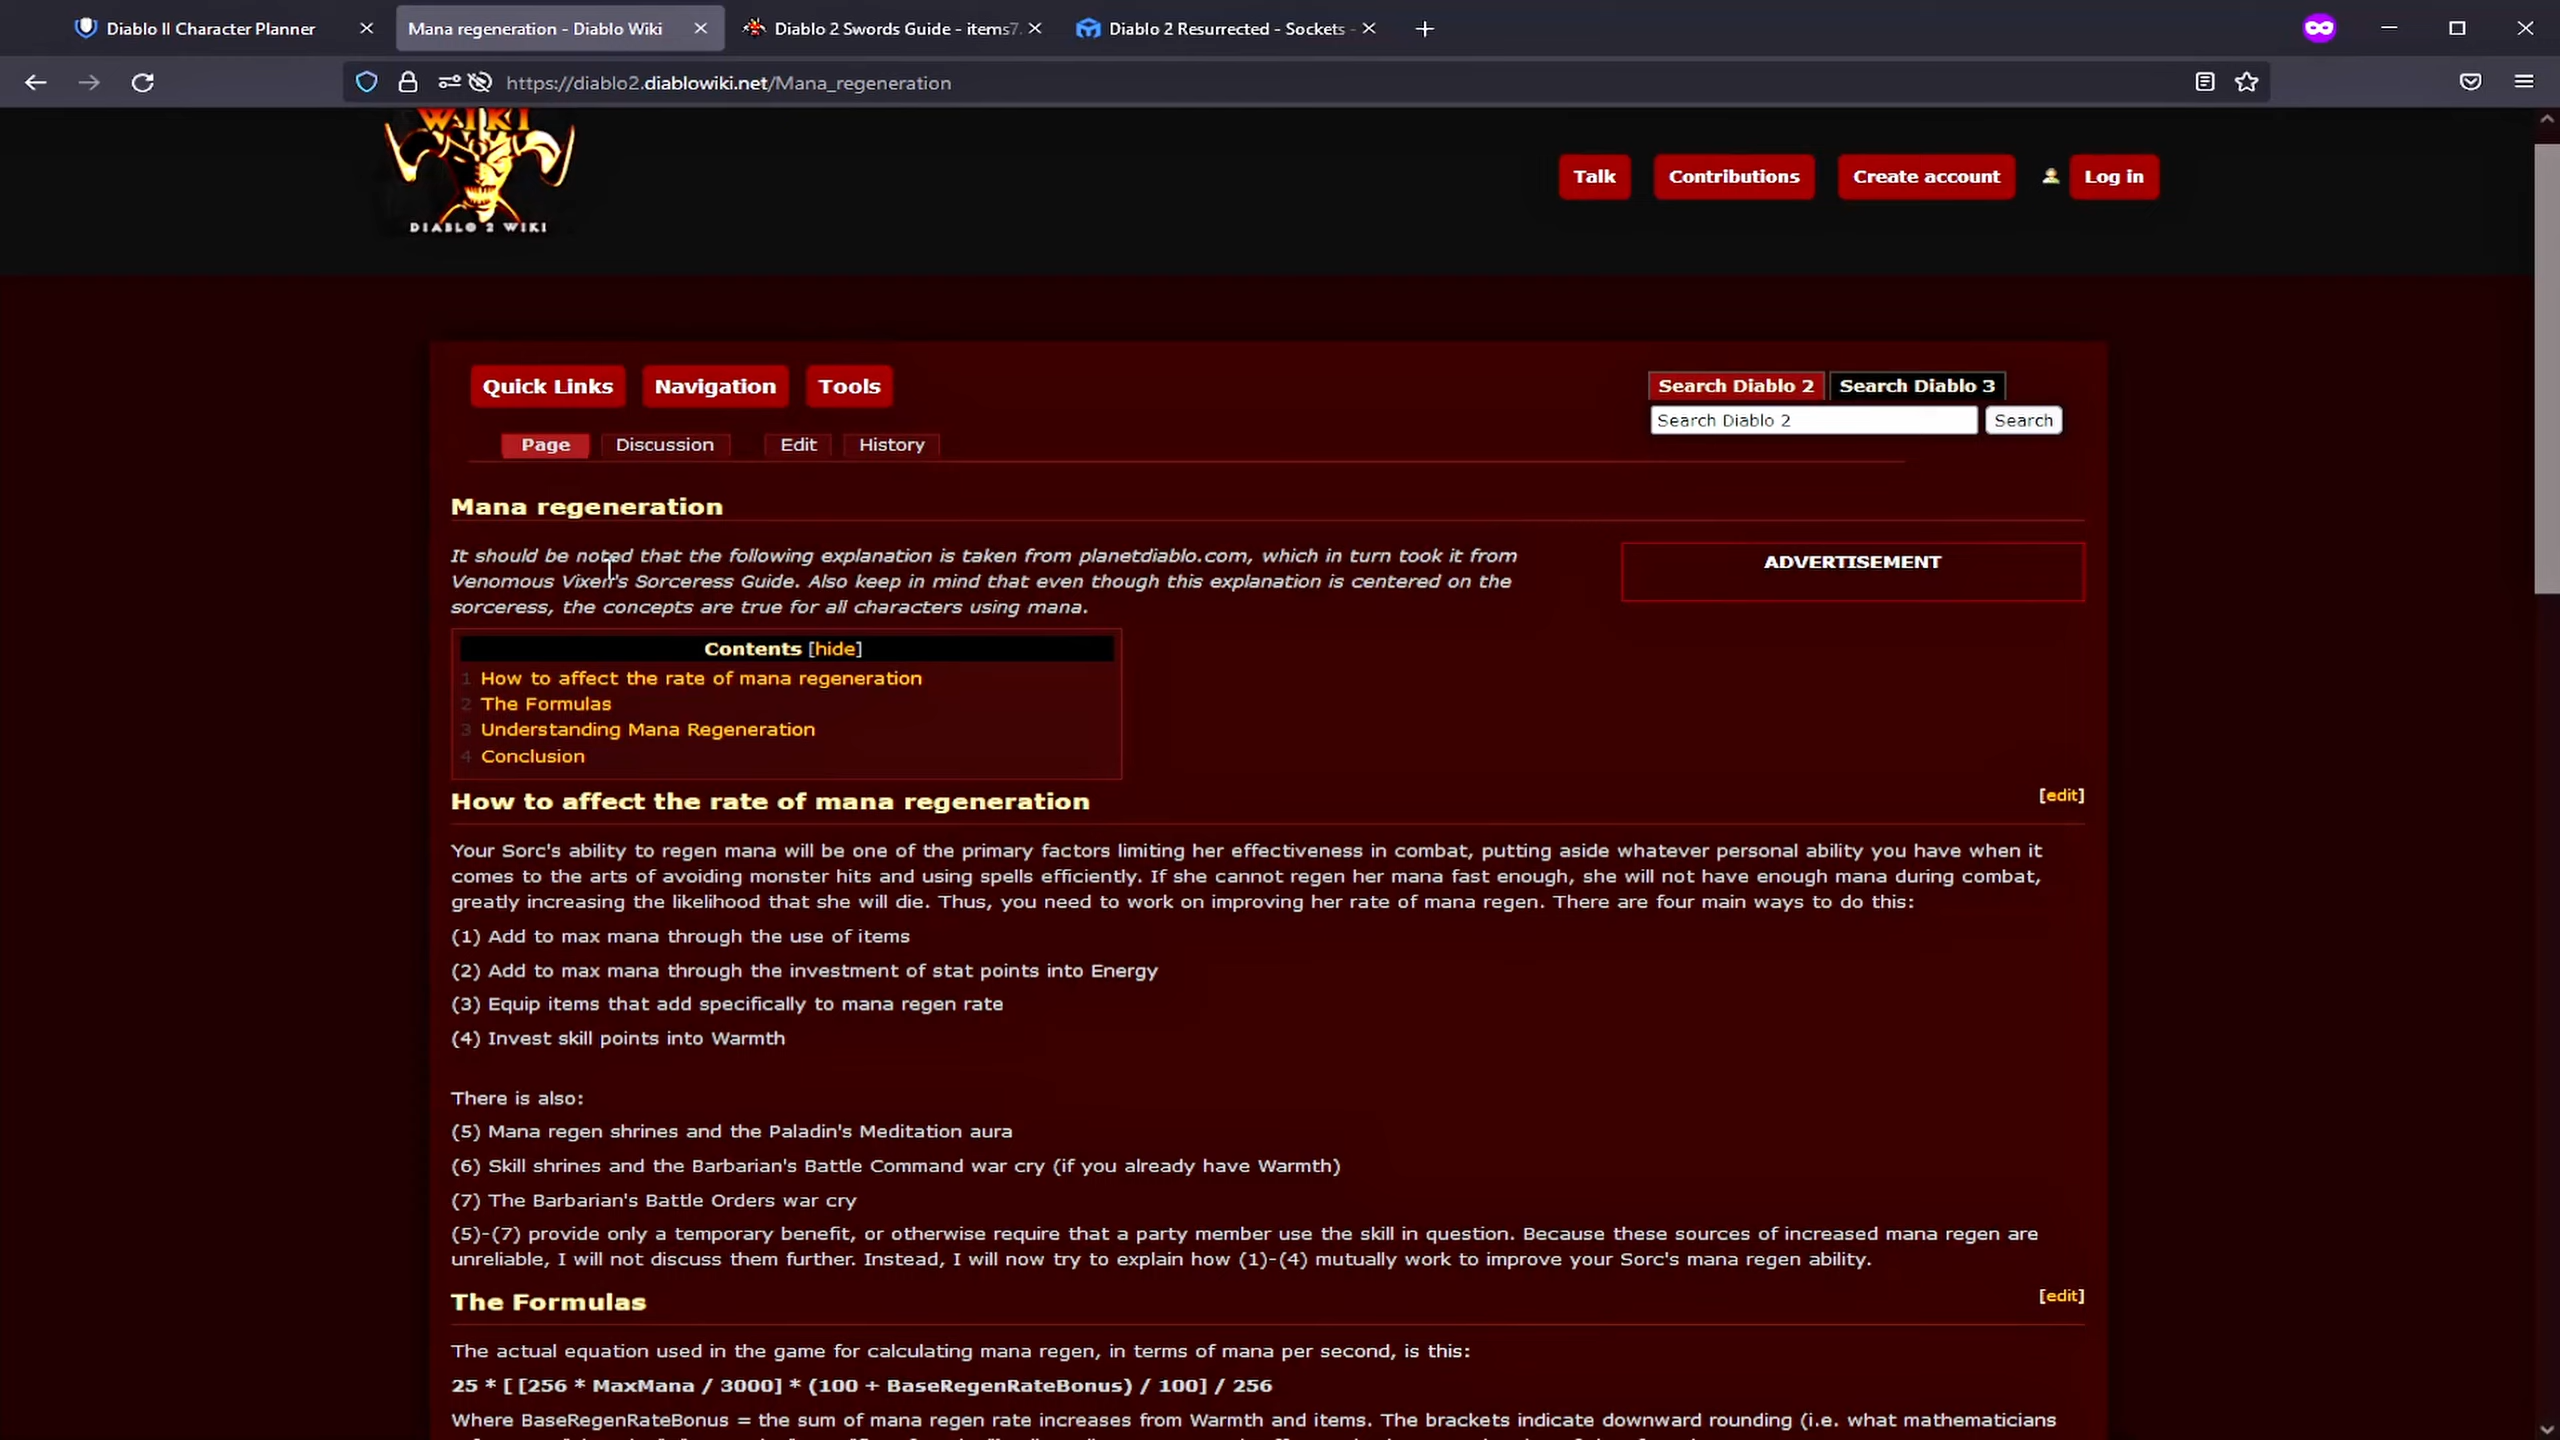 Diablo II Character Planner
Mana regeneration - Diablo Wiki
Diablo 2 Swords Guide - items7.
Diablo 2 Resurrected - Sockets -
https://diablo2.diablowiki.net/Mana_regeneration
WIKI
DIABLO 2 WIKI
Talk
Contributions
Create account
Log in
Quick Links
Navigation
Tools
Search Diablo 2
Search Diablo 3
Search Diablo 2
Search
Page
Discussion
Edit
History
Mana regeneration
It should be noted that the following explanation is taken from planetdiablo.com, which in turn took it from
Venomous Vixen's Sorceress Guide. Also keep in mind that even though this explanation is centered on the
sorceress, the concepts are true for all characters using mana.
ADVERTISEMENT
Contents [hide]
1 How to affect the rate of mana regeneration
2 The Formulas
3 Understanding Mana Regeneration
4 Conclusion
How to affect the rate of mana regeneration
[edit]
Your Sorc's ability to regen mana will be one of the primary factors limiting her effectiveness in combat, putting aside whatever personal ability you have when it
comes to the arts of avoiding monster hits and using spells efficiently. If she cannot regen her mana fast enough, she will not have enough mana during combat,
greatly increasing the likelihood that she will die. Thus, you need to work on improving her rate of mana regen. There are four main ways to do this:
(1) Add to max mana through the use of items
(2) Add to max mana through the investment of stat points into Energy
(3) Equip items that add specifically to mana regen rate
(4) Invest skill points into Warmth
There is also:
(5) Mana regen shrines and the Paladin's Meditation aura
(6) Skill shrines and the Barbarian's Battle Command war cry (if you already have Warmth)
(7) The Barbarian's Battle Orders war cry
(5)-(7) provide only a temporary benefit, or otherwise require that a party member use the skill in question. Because these sources of increased mana regen are
unreliable, I will not discuss them further. Instead, I will now try to explain how (1)-(4) mutually work to improve your Sorc's mana regen ability.
The Formulas
[edit]
The actual equation used in the game for calculating mana regen, in terms of mana per second, is this:
25 * [ [256 * MaxMana / 3000] * (100 + BaseRegenRateBonus) / 100] / 256
Where BaseRegenRateBonus = the sum of mana regen rate increases from Warmth and items. The brackets indicate downward rounding (i.e. what mathematicians